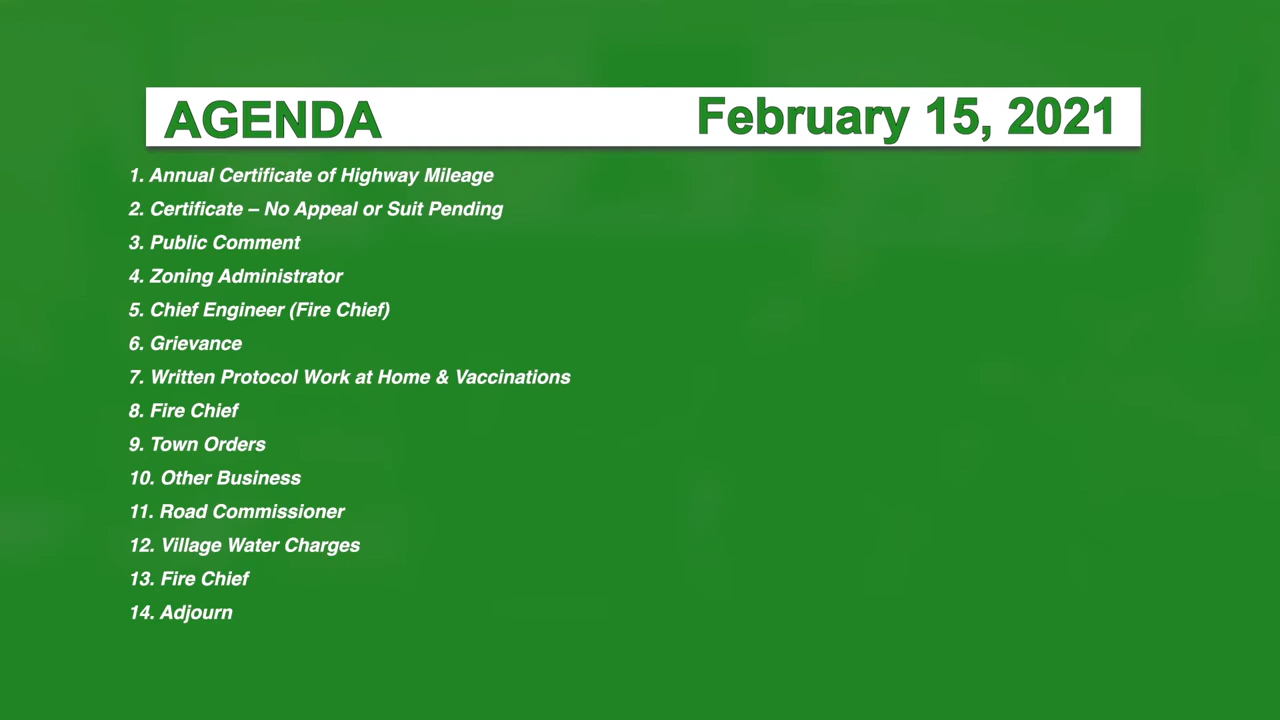 AGENDA February 15, 2021
1. Annual Certificate of Highway Mileage
2. Certificate – No Appeal or Suit Pending
3. Public Comment
4. Zoning Administrator
5. Chief Engineer (Fire Chief)
6. Grievance
7. Written Protocol Work at Home & Vaccinations
8. Fire Chief
9. Town Orders
10. Other Business
11. Road Commissioner
12. Village Water Charges
13. Fire Chief
14. Adjourn